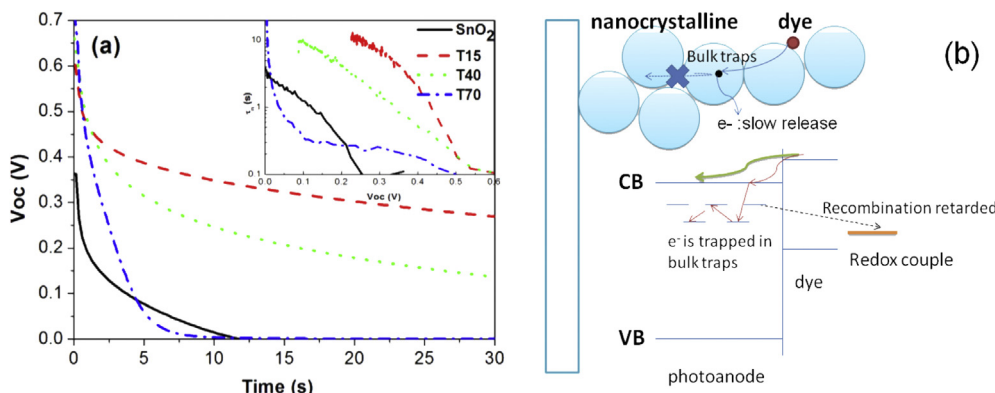 (a)
SnO2
T15
T40
T70
Voc (V)
0.7
0.6
0.5
0.4
0.3
0.2
0.1
0.0
0
5
10
15
20
25
30
Time (s)
10
1
0.1
τn (s)
0.0
0.1
0.2
0.3
0.4
0.5
0.6
Voc (V)
(b)
nanocrystalline
dye
Bulk traps
e- :slow release
CB
Recombination retarded
e- is trapped in
bulk traps
Redox couple
dye
VB
photoanode